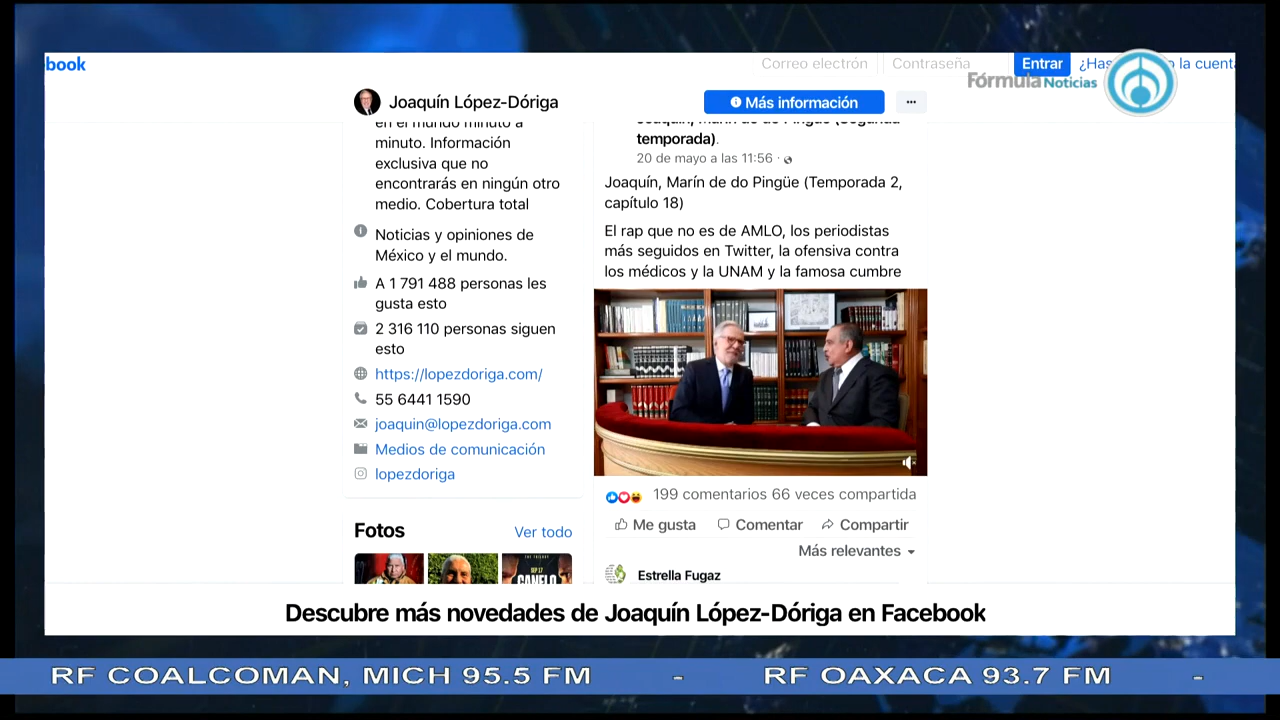 book
Correo electrón
Contraseña
Entrar
Fórmula Noticias
Joaquín López-Dóriga
Más información
en el mundo minuto a
minuto. Información
exclusiva que no
encontrarás en ningún otro
medio. Cobertura total
Noticias y opiniones de
México y el mundo.
A 1 791 488 personas les
gusta esto
2 316 110 personas siguen
esto
https://lopezdoriga.com/
55 6441 1590
joaquin@lopezdoriga.com
Medios de comunicación
lopezdoriga
Fotos
Ver todo
temporada).
20 de mayo a las 11:56 ·
Joaquín, Marín de do Pingüe (Temporada 2,
capítulo 18)
El rap que no es de AMLO, los periodistas
más seguidos en Twitter, la ofensiva contra
los médicos y la UNAM y la famosa cumbre
199 comentarios 66 veces compartida
Me gusta
Comentar
Compartir
Más relevantes
Estrella Fugaz
SEP 17
CANELO
Descubre más novedades de Joaquín López-Dóriga en Facebook
RF COALCOMAN, MICH 95.5 FM - RF OAXACA 93.7 FM -